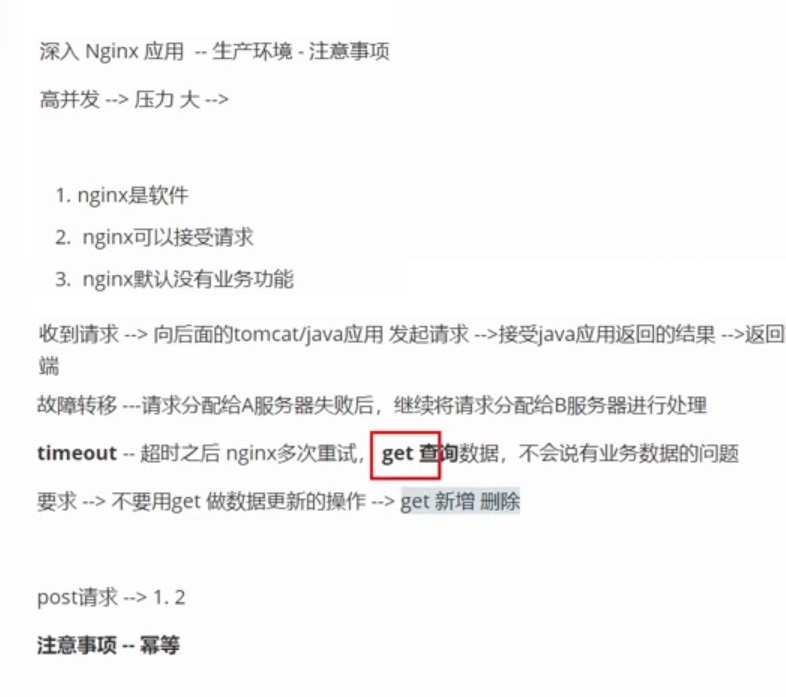 深入 Nginx 应用 -- 生产环境 - 注意事项
高并发 --> 压力 大 -->
1. nginx是软件
2. nginx可以接受请求
3. nginx默认没有业务功能
收到请求 --> 向后面的tomcat/java应用 发起请求 -->接受java应用返回的结果 -->返回
端
故障转移 ---请求分配给A服务器失败后，继续将请求分配给B服务器进行处理
timeout -- 超时之后 nginx多次重试，get 查询数据，不会说有业务数据的问题
要求 --> 不要用get 做数据更新的操作 --> get 新增 删除
post请求 --> 1. 2
注意事项 -- 幂等